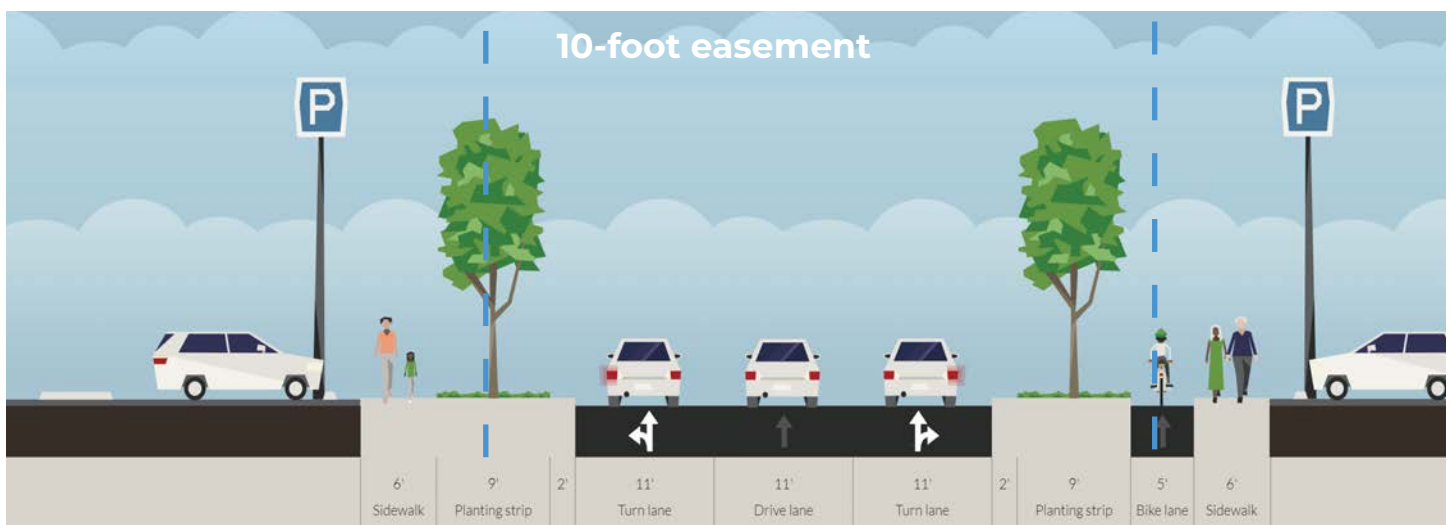 10-foot easement
P
P
6' 9' 2' 11' 11' 11' 2' 9' 5' 6'
Sidewalk Planting strip Turn lane Drive lane Turn lane Planting strip Bike lane Sidewalk